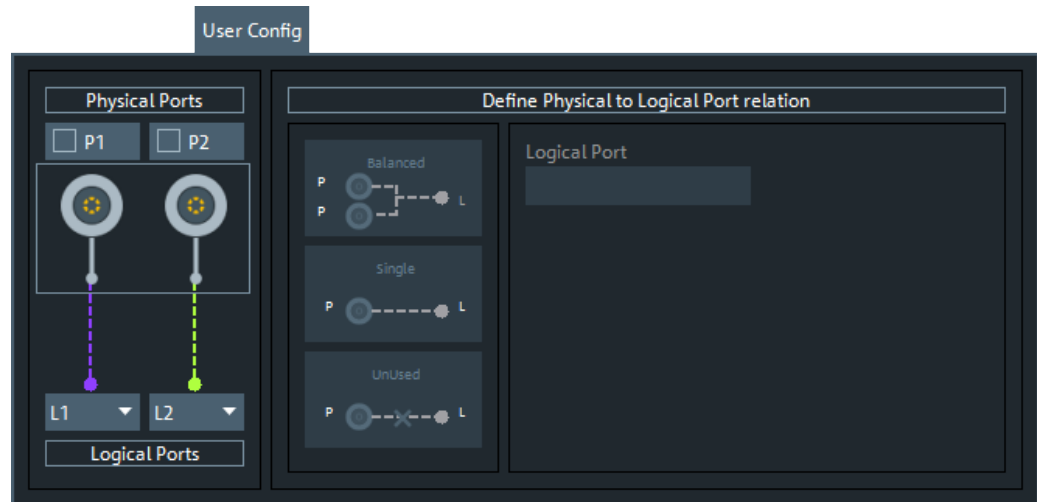 User Config
Physical Ports
P1
P2
L1
L2
Logical Ports
Define Physical to Logical Port relation
Balanced
P
P
L
Single
P
L
UnUsed
P
L
Logical Port